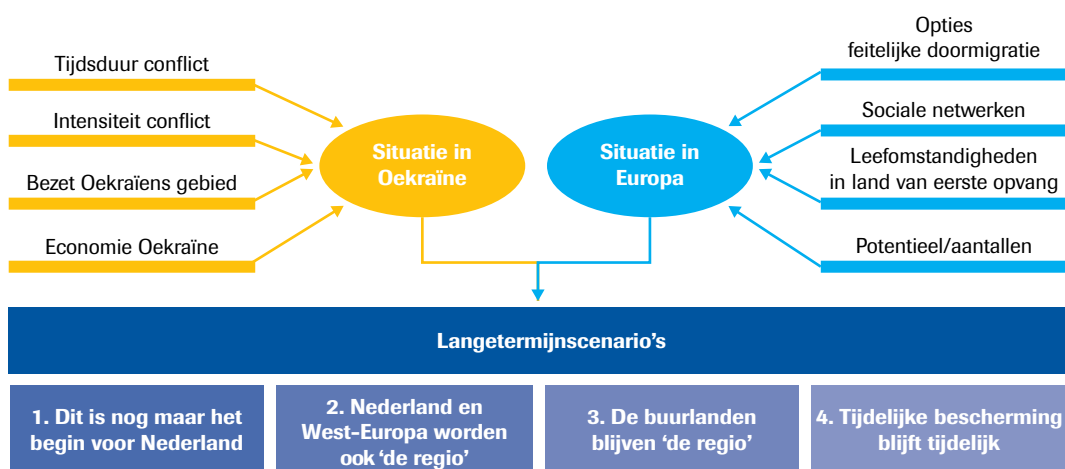 Tijdsduur conflict
Intensiteit conflict
Bezet Oekraïens gebied
Economie Oekraïne
Situatie in
Oekraïne
Situatie in
Europa
Opties
feitelijke doormigratie
Sociale netwerken
Leefomstandigheden
in land van eerste opvang
Potentieel/aantallen
Langetermijnscenario's
1. Dit is nog maar het
begin voor Nederland
2. Nederland en
West-Europa worden
ook 'de regio'
3. De buurlanden
blijven 'de regio'
4. Tijdelijke bescherming
blijft tijdelijk